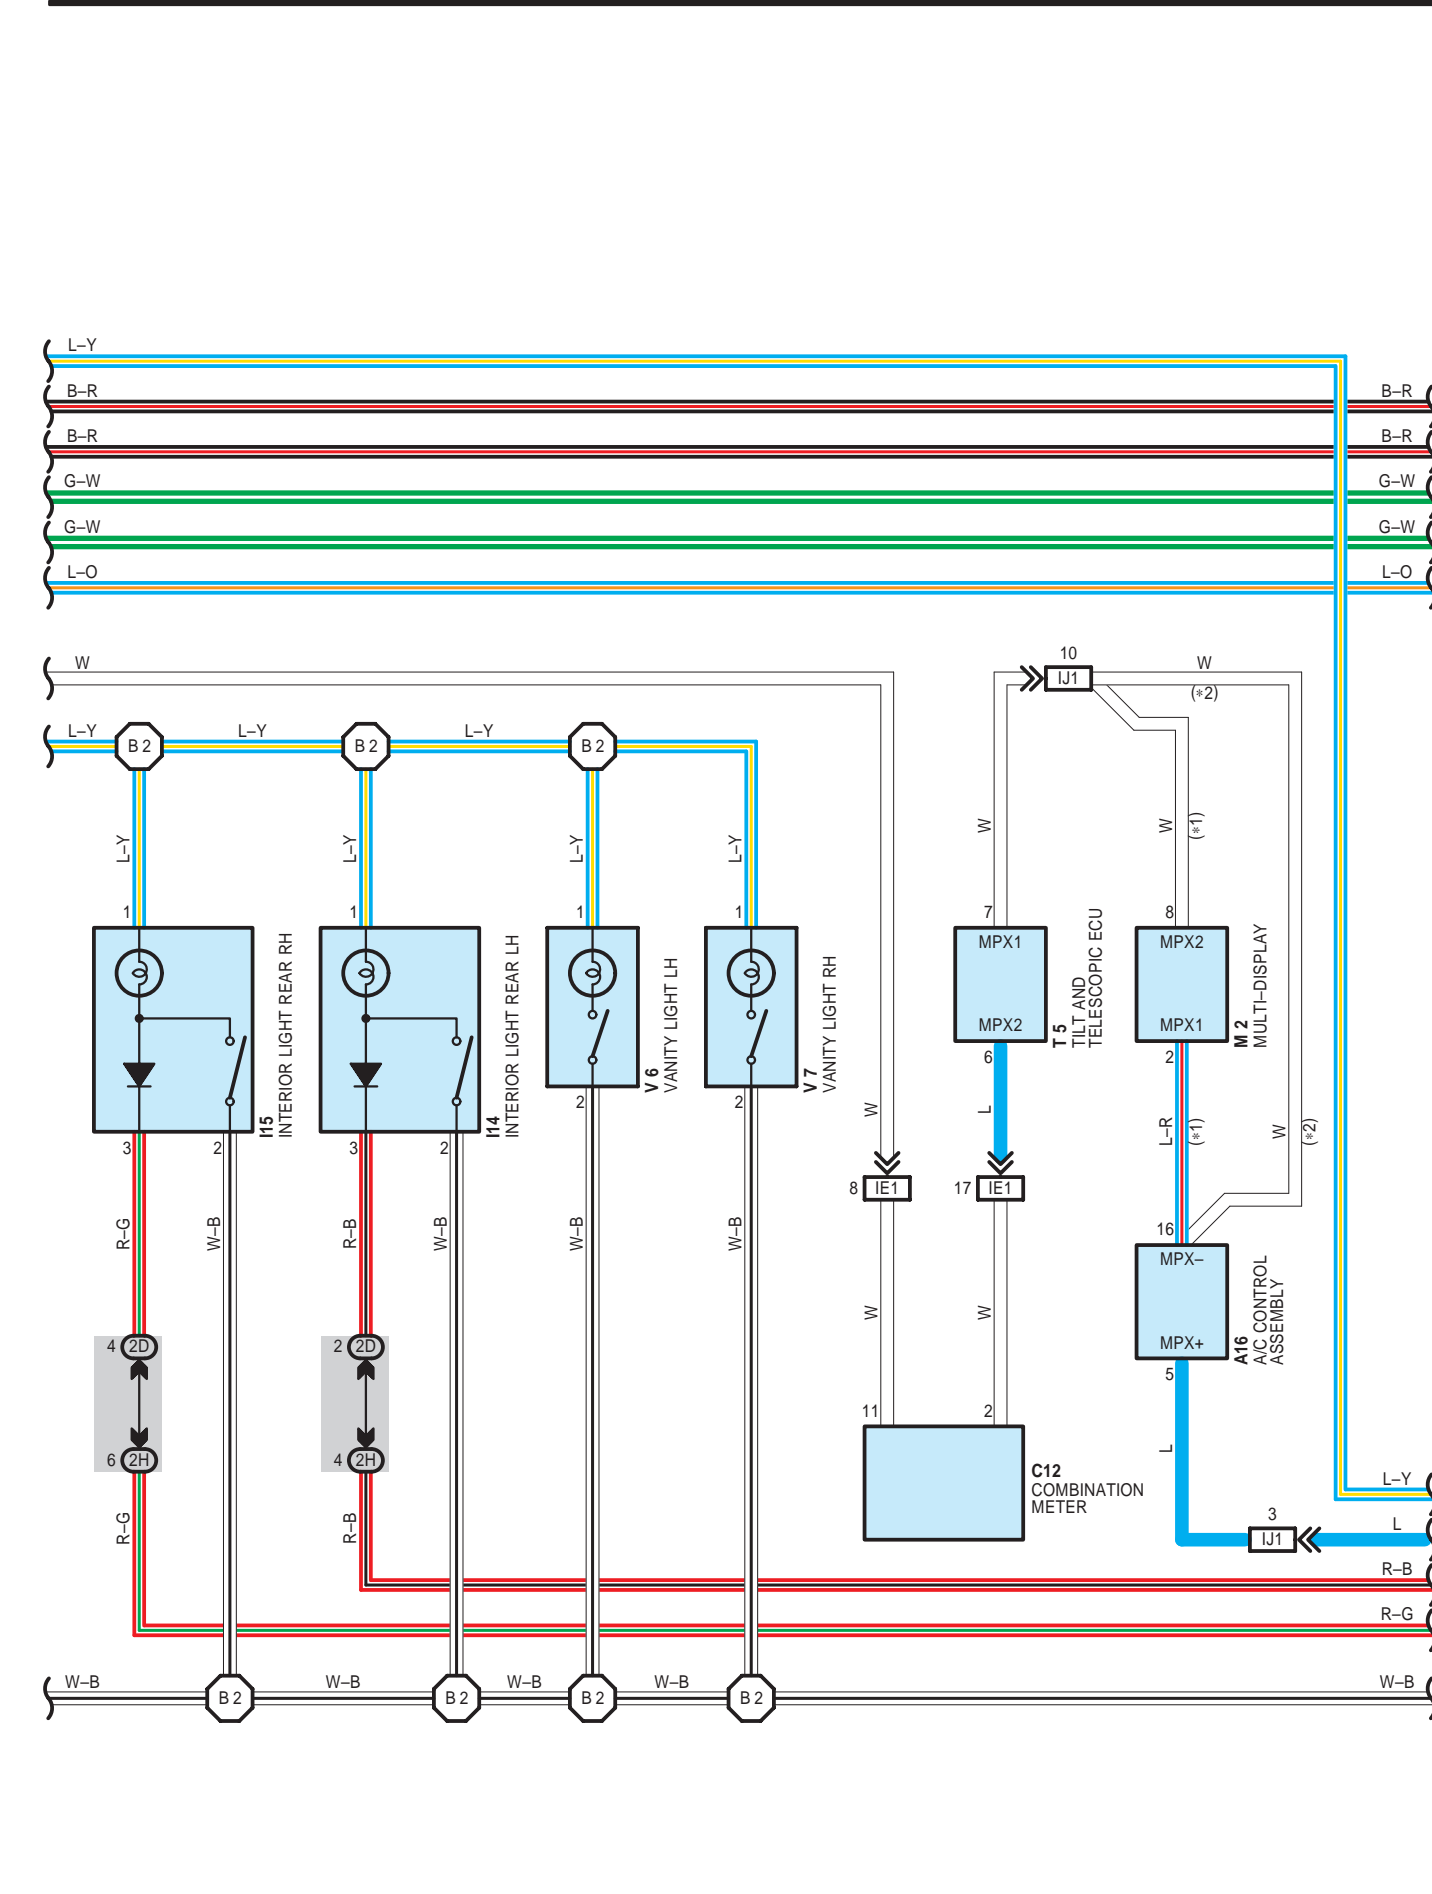 L–Y
B–R
B–R
B–R
B–R
G–W
G–W
G–W
G–W
L–O
L–O
W
10
IJ1
W
(*2)
L–Y
B 2
L–Y
B 2
L–Y
B 2
L–Y
L–Y
L–Y
L–Y
W
W
(*1)
1
1
1
1
7
8
INTERIOR LIGHT REAR RH
I15
INTERIOR LIGHT REAR LH
I14
VANITY LIGHT LH
V 6
VANITY LIGHT RH
V 7
MPX1
MPX2
T 5
TILT AND
TELESCOPIC ECU
MPX2
MPX1
M 2
MULTI–DISPLAY
3
2
3
2
2
2
6
2
W
L
L–R
(*1)
W
(*2)
8
IE1
17
IE1
R–G
W–B
R–B
W–B
W–B
W–B
16
MPX–
MPX+
A16
A/C CONTROL
ASSEMBLY
W
W
4
2D
2
2D
5
11
2
6
2H
4
2H
L
C12
COMBINATION
METER
L–Y
R–G
R–B
3
IJ1
L
R–B
R–G
W–B
B 2
W–B
B 2
W–B
B 2
W–B
B 2
W–B